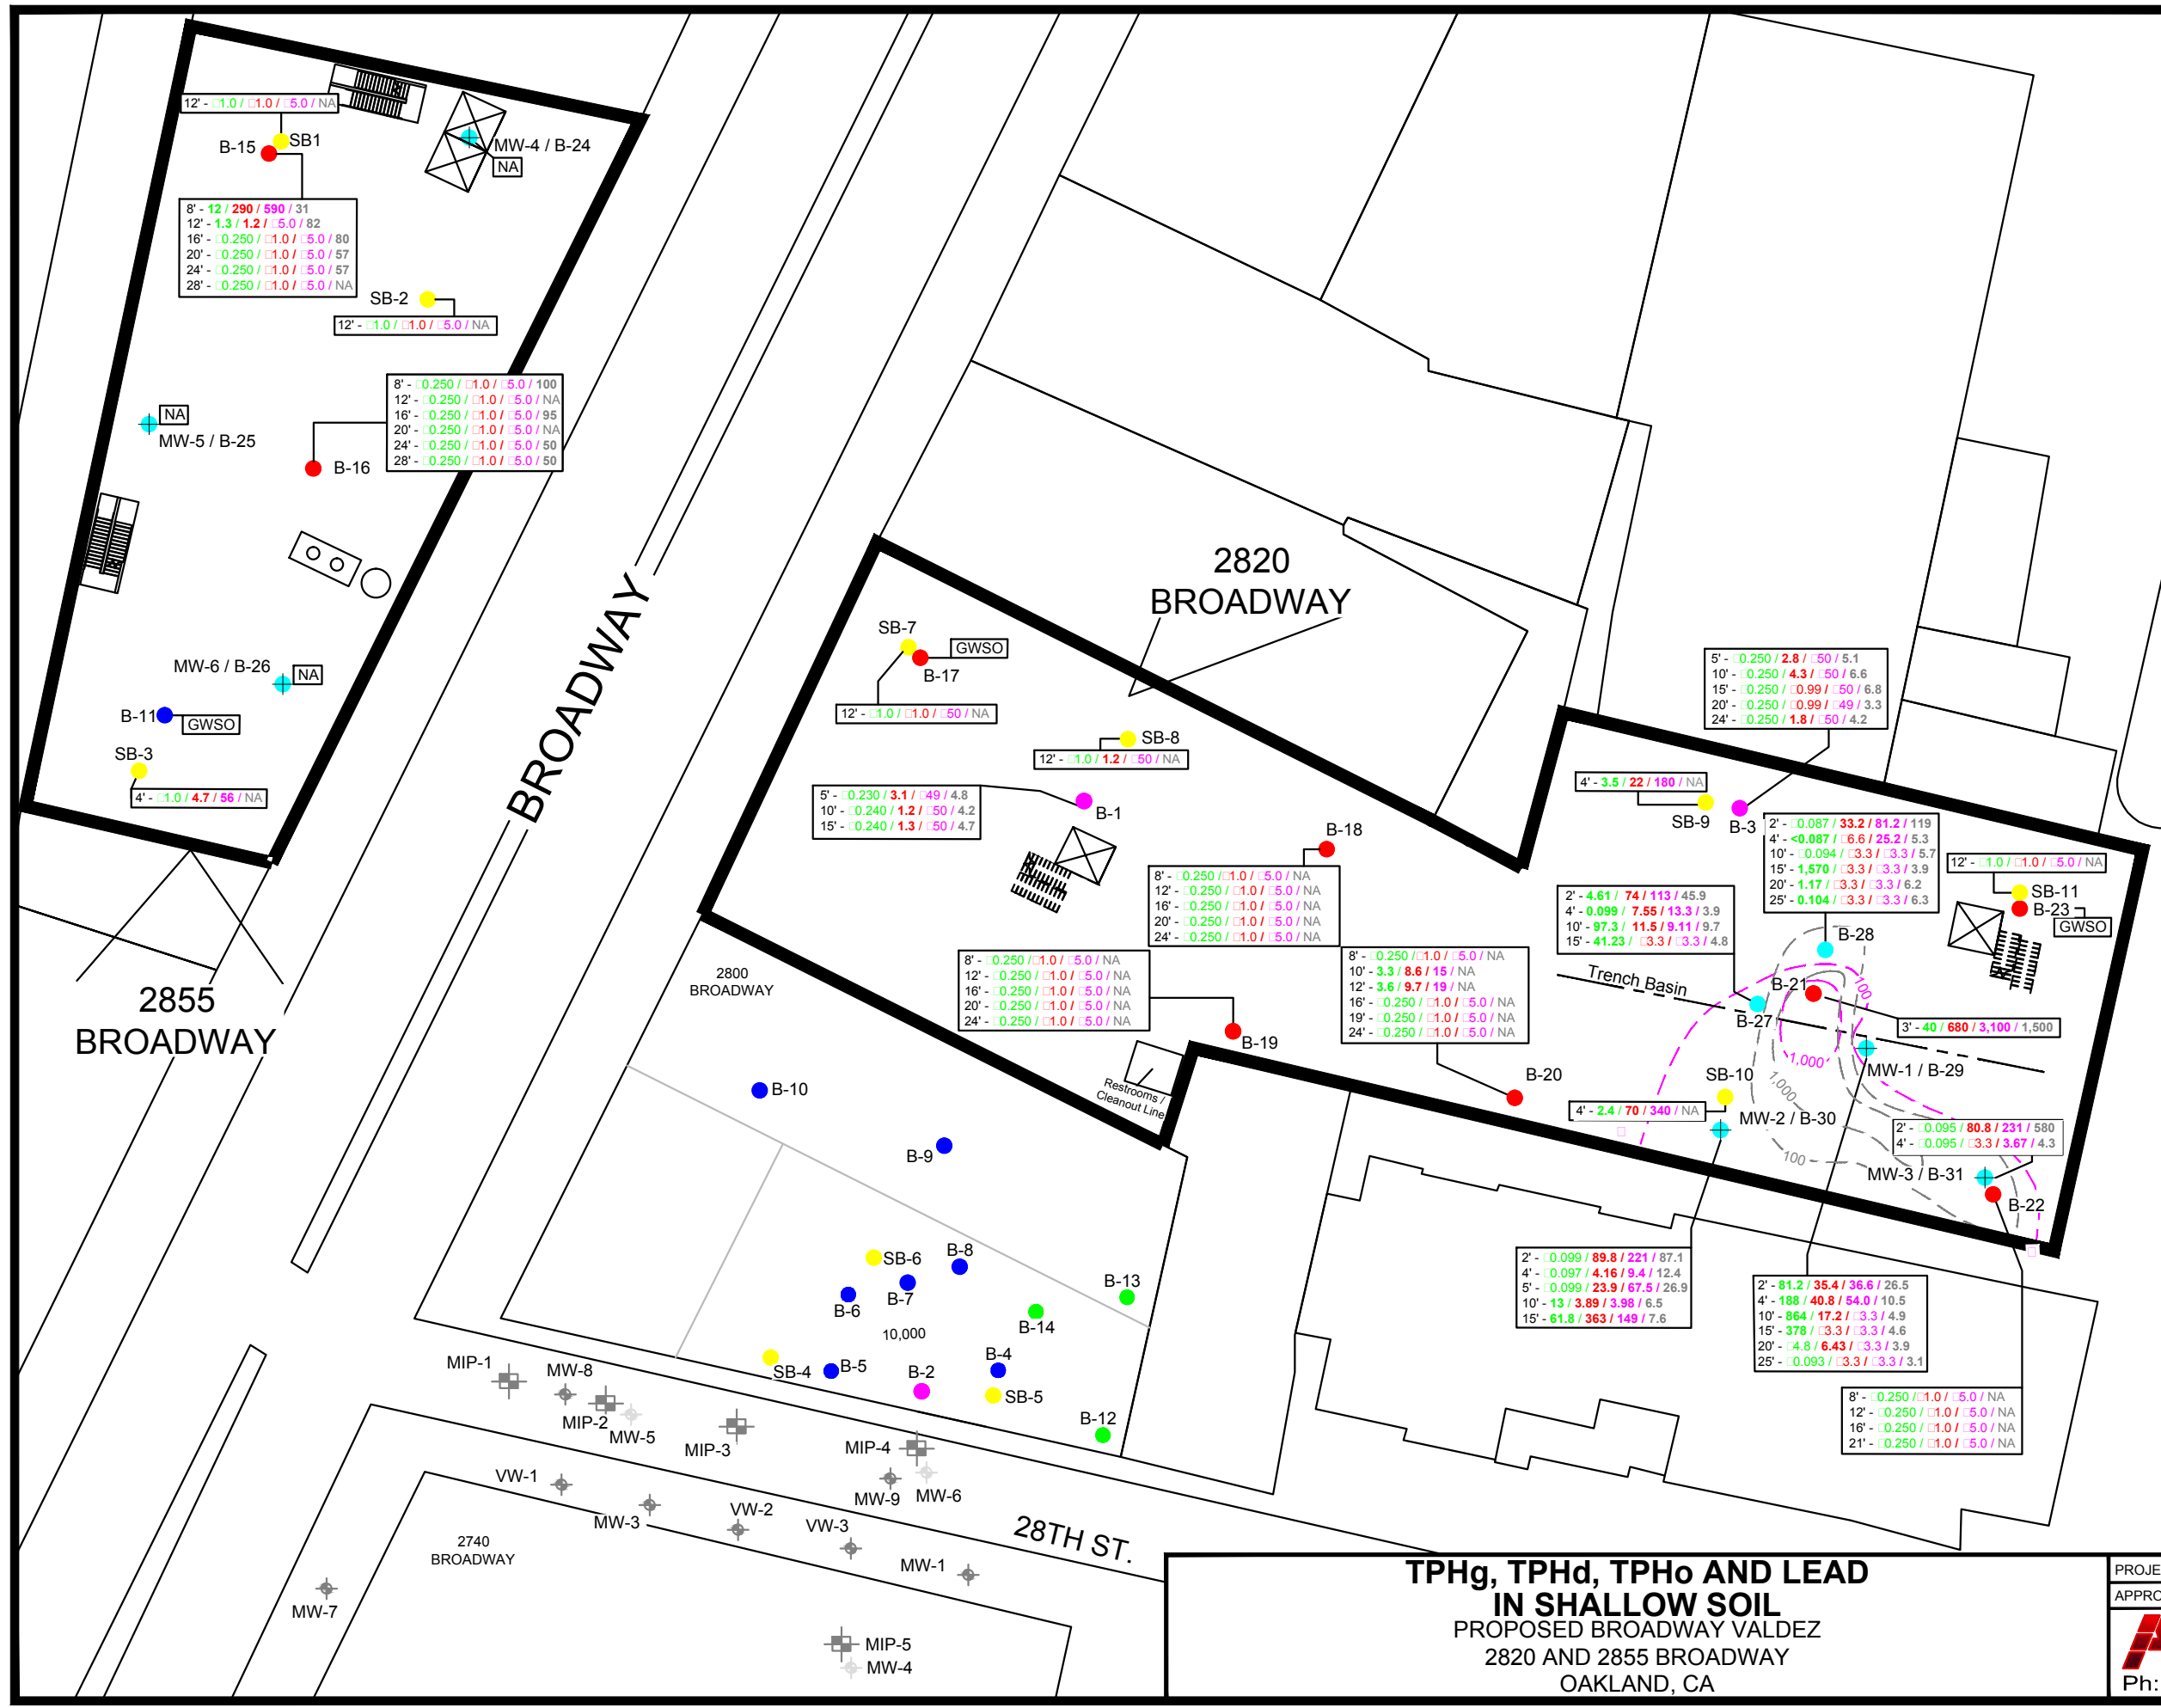 12' - □1.0 / □1.0 / □5.0 / NA
B-15
SB1
MW-4 / B-24
NA
8' - 12 / 290 / 590 / 31
12' - 1.3 / 1.2 / □5.0 / 82
16' - □0.250 / □1.0 / □5.0 / 80
20' - □0.250 / □1.0 / □5.0 / 57
24' - □0.250 / □1.0 / □5.0 / 57
28' - □0.250 / □1.0 / □5.0 / NA
SB-2
12' - □1.0 / □1.0 / □5.0 / NA
8' - □0.250 / □1.0 / □5.0 / 100
12' - □0.250 / □1.0 / □5.0 / NA
16' - □0.250 / □1.0 / □5.0 / 95
20' - □0.250 / □1.0 / □5.0 / NA
24' - □0.250 / □1.0 / □5.0 / 50
28' - □0.250 / □1.0 / □5.0 / 50
NA
MW-5 / B-25
B-16
MW-6 / B-26
NA
B-11
GWSO
SB-3
4' - □1.0 / 4.7 / 56 / NA
2855
BROADWAY
BROADWAY
2820
BROADWAY
SB-7
GWSO
B-17
12' - □1.0 / □1.0 / □50 / NA
SB-8
12' - □1.0 / 1.2 / □50 / NA
5' - □0.230 / 3.1 / □49 / 4.8
10' - □0.240 / 1.2 / □50 / 4.2
15' - □0.240 / 1.3 / □50 / 4.7
B-1
B-18
8' - □0.250 /□1.0 / □5.0 / NA
12' - □0.250 / □1.0 / □5.0 / NA
16' - □0.250 / □1.0 / □5.0 / NA
20' - □0.250 / □1.0 / □5.0 / NA
24' - □0.250 / □1.0 / □5.0 / NA
8' - □0.250 /□1.0 / □5.0 / NA
12' - □0.250 / □1.0 / □5.0 / NA
16' - □0.250 / □1.0 / □5.0 / NA
20' - □0.250 / □1.0 / □5.0 / NA
24' - □0.250 / □1.0 / □5.0 / NA
B-19
8' - □0.250 /□1.0 / □5.0 / NA
10' - 3.3 / 8.6 / 15 / NA
12' - 3.6 / 9.7 / 19 / NA
16' - □0.250 / □1.0 / □5.0 / NA
19' - □0.250 / □1.0 / □5.0 / NA
24' - □0.250 / □1.0 / □5.0 / NA
B-20
Restrooms /
Cleanout Line
5' - □0.250 / 2.8 / □50 / 5.1
10' - □0.250 / 4.3 / □50 / 6.6
15' - □0.250 / □0.99 / □50 / 6.8
20' - □0.250 / □0.99 / □49 / 3.3
24' - □0.250 / 1.8 / □50 / 4.2
4' - 3.5 / 22 / 180 / NA
SB-9
B-3
2' - □0.087 / 33.2 / 81.2 / 119
4' - <0.087 / □6.6 / 25.2 / 5.3
10' - □0.094 / □3.3 / □3.3 / 5.7
15' - 1,570 / □3.3 / □3.3 / 3.9
20' - 1.17 / □3.3 / □3.3 / 6.2
25' - 0.104 / □3.3 / □3.3 / 6.3
12' - □1.0 / □1.0 / □5.0 / NA
SB-11
B-23
GWSO
2' - 4.61 / 74 / 113 / 45.9
4' - 0.099 / 7.55 / 13.3 / 3.9
10' - 97.3 / 11.5 / 9.11 / 9.7
15' - 41.23 / □3.3 / □3.3 / 4.8
B-28
Trench Basin
B-21
100
B-27
3' - 40 / 680 / 3,100 / 1,500
1,000
MW-1 / B-29
1,000
SB-10
4' - 2.4 / 70 / 340 / NA
MW-2 / B-30
□
100
2' - □0.095 / 80.8 / 231 / 580
4' - □0.095 / □3.3 / 3.67 / 4.3
MW-3 / B-31
B-22
□
2' - □0.099 / 89.8 / 221 / 87.1
4' - □0.097 / 4.16 / 9.4 / 12.4
5' - □0.099 / 23.9 / 67.5 / 26.9
10' - 13 / 3.89 / 3.98 / 6.5
15' - 61.8 / 363 / 149 / 7.6
2' - 81.2 / 35.4 / 36.6 / 26.5
4' - 188 / 40.8 / 54.0 / 10.5
10' - 864 / 17.2 / □3.3 / 4.9
15' - 378 / □3.3 / □3.3 / 4.6
20' - □4.8 / 6.43 / □3.3 / 3.9
25' - □0.093 / □3.3 / □3.3 / 3.1
8' - □0.250 /□1.0 / □5.0 / NA
12' - □0.250 / □1.0 / □5.0 / NA
16' - □0.250 / □1.0 / □5.0 / NA
21' - □0.250 / □1.0 / □5.0 / NA
2800
BROADWAY
B-10
B-9
SB-6
B-8
B-7
B-6
B-13
B-14
10,000
SB-4
B-5
B-2
B-4
SB-5
B-12
MIP-1
MW-8
MIP-2
MW-5
MIP-3
MIP-4
MW-9
MW-6
VW-1
MW-3
VW-2
VW-3
MW-1
28TH ST.
2740
BROADWAY
MW-7
MIP-5
MW-4
TPHg, TPHd, TPHo AND LEAD
IN SHALLOW SOIL
PROPOSED BROADWAY VALDEZ
2820 AND 2855 BROADWAY
OAKLAND, CA
PROJE
APPRO
Ph: